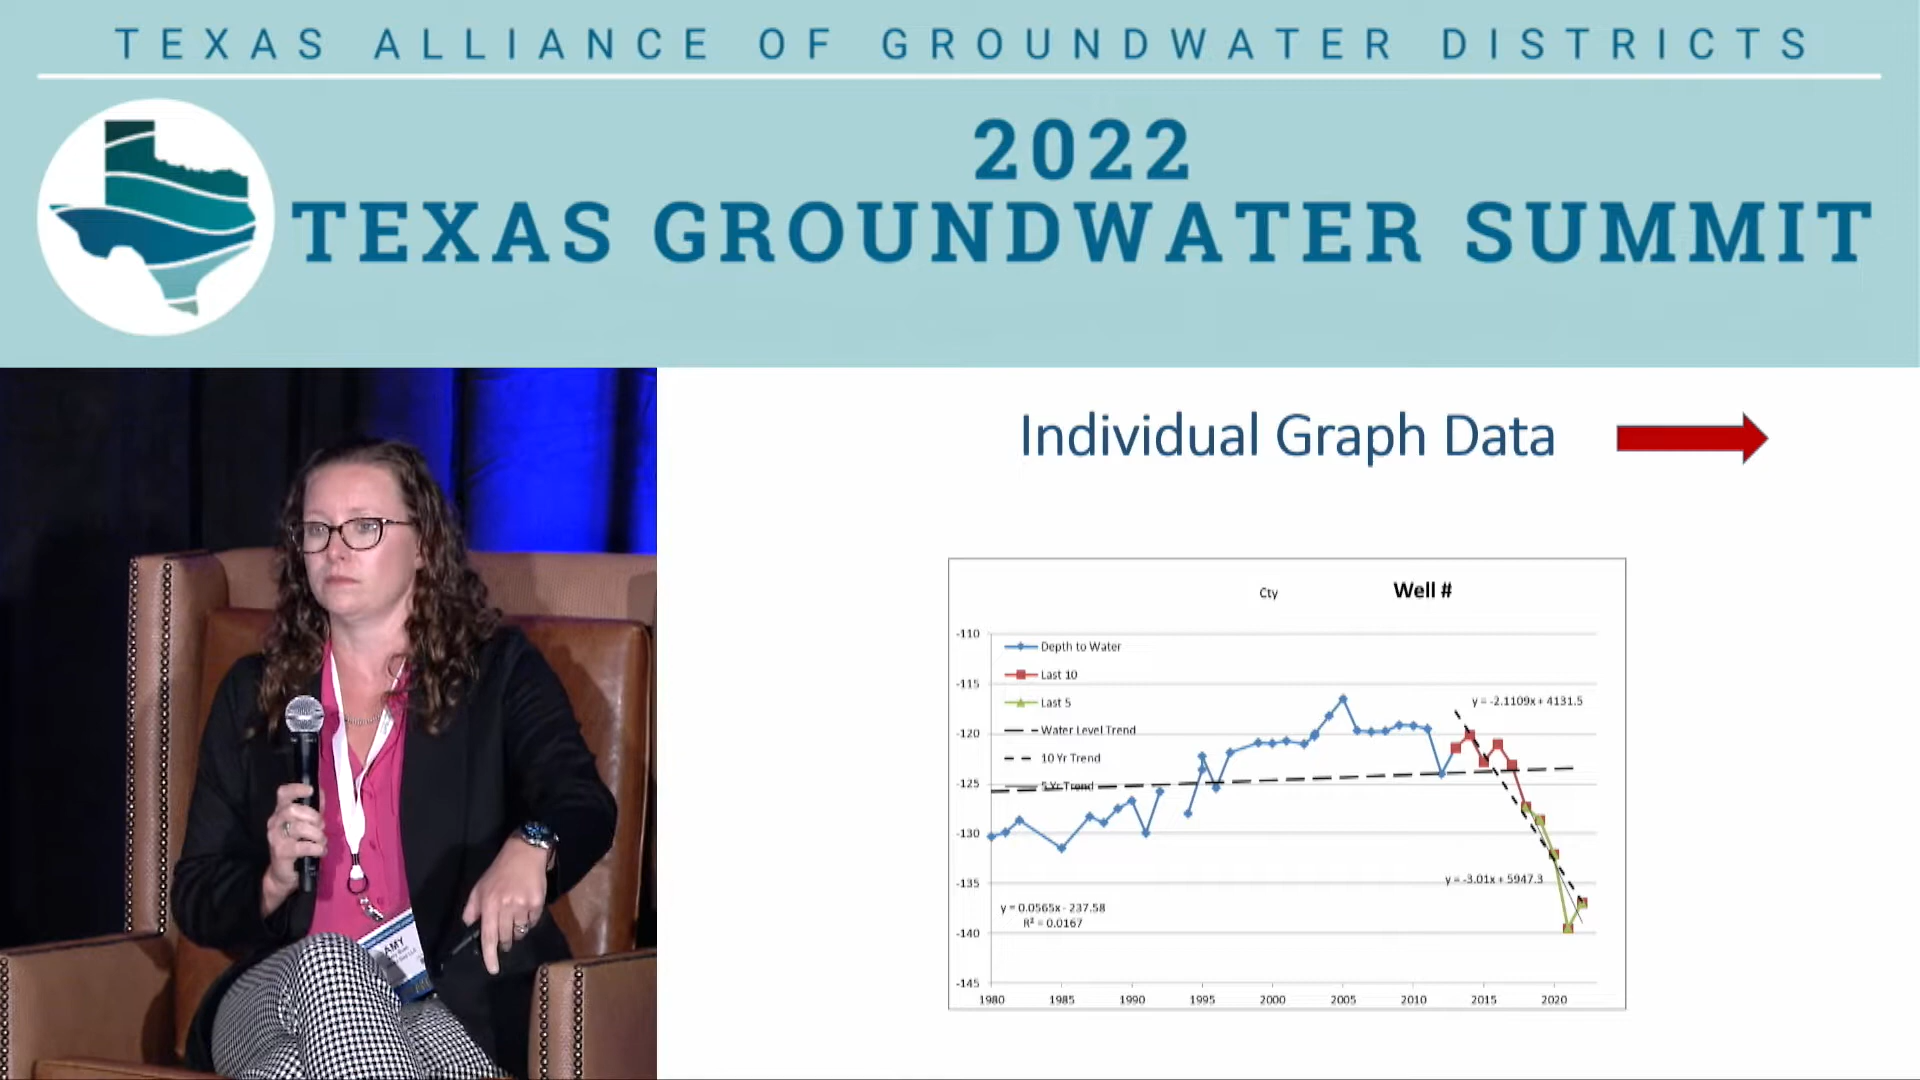 TEXAS ALLIANCE OF GROUNDWATER DISTRICTS
2022
TEXAS GROUNDWATER SUMMIT
Individual Graph Data
Cty
Well #
-110
-115
-120
-125
-130
-135
-140
-145
Depth to Water
Last 10
Last 5
Water Level Trend
10 Yr Trend
5 Yr Trend
y = -2.1109x + 4131.5
y = -3.01x + 5947.3
y = 0.0565x - 237.58
R² = 0.0167
1980 1985 1990 1995 2000 2005 2010 2015 2020
AMY